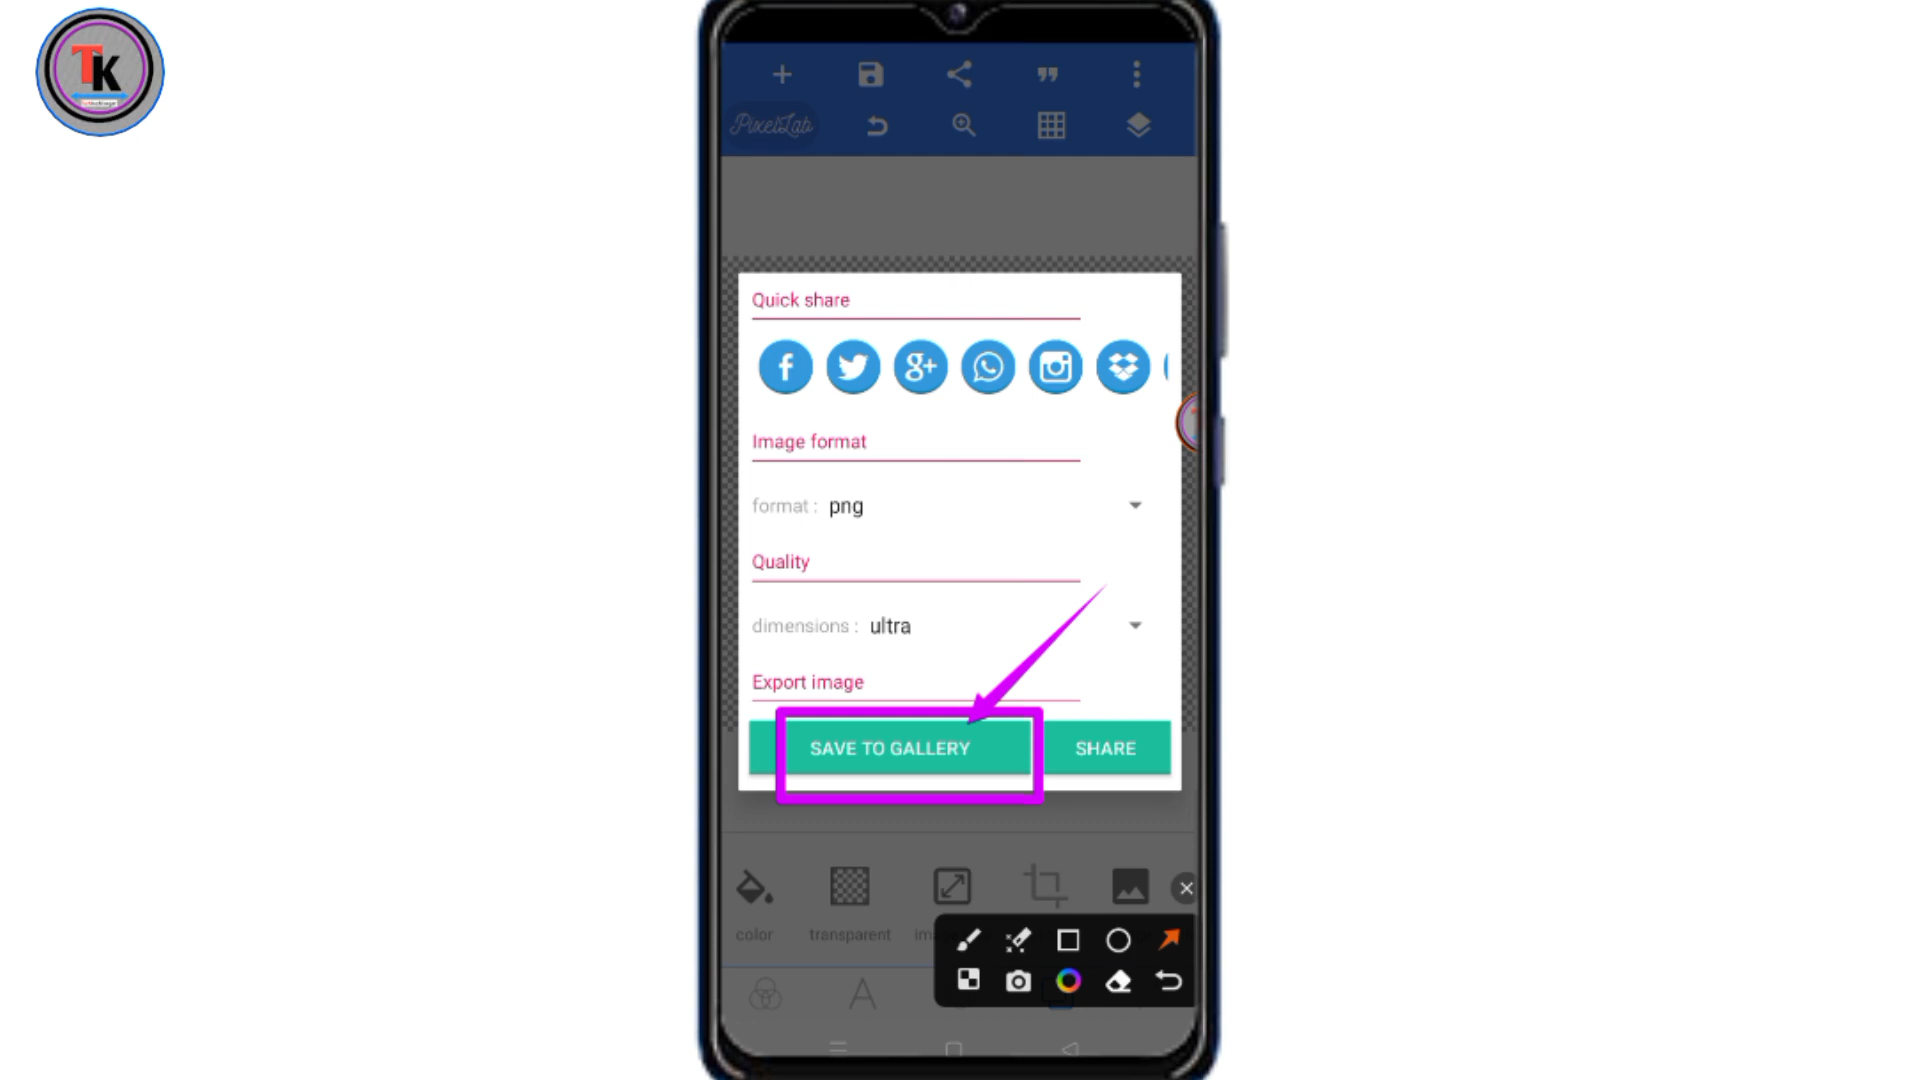 TK
PixelLab
Quick share
Image format
format : png
Quality
dimensions : ultra
Export image
SAVE TO GALLERY
SHARE
color
transparent